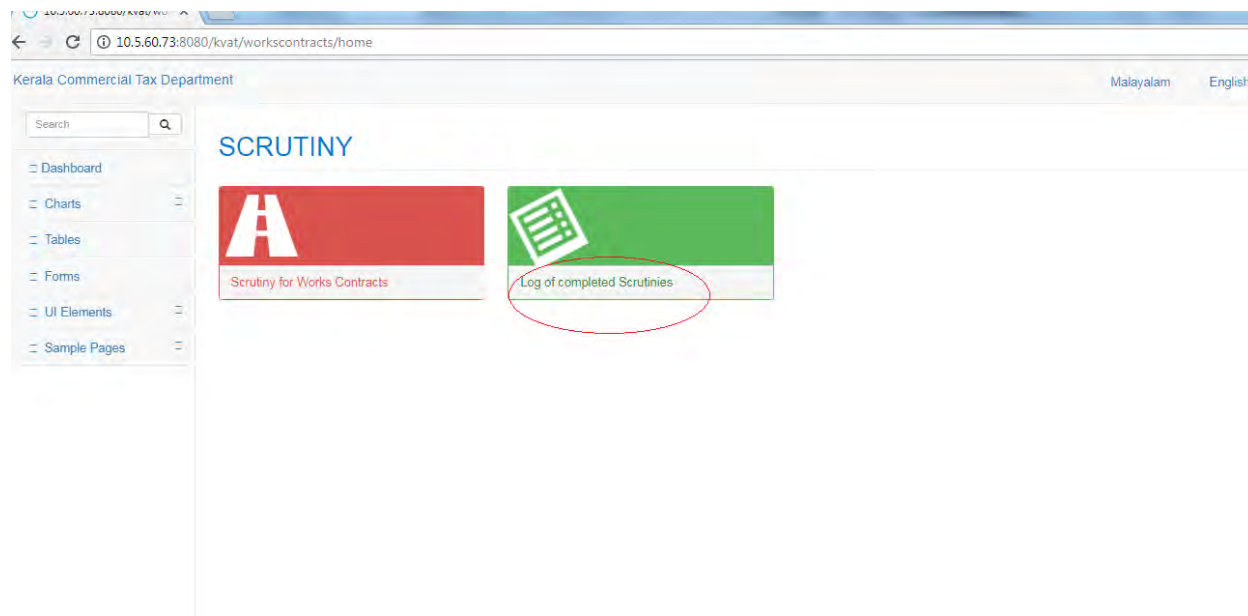 10.5.60.73:8080/kvat/workscontracts/home
Kerala Commercial Tax Department
Malayalam English
Search
Dashboard
Charts
Tables
Forms
UI Elements
Sample Pages
SCRUTINY
Scrutiny for Works Contracts
Log of completed Scrutinies